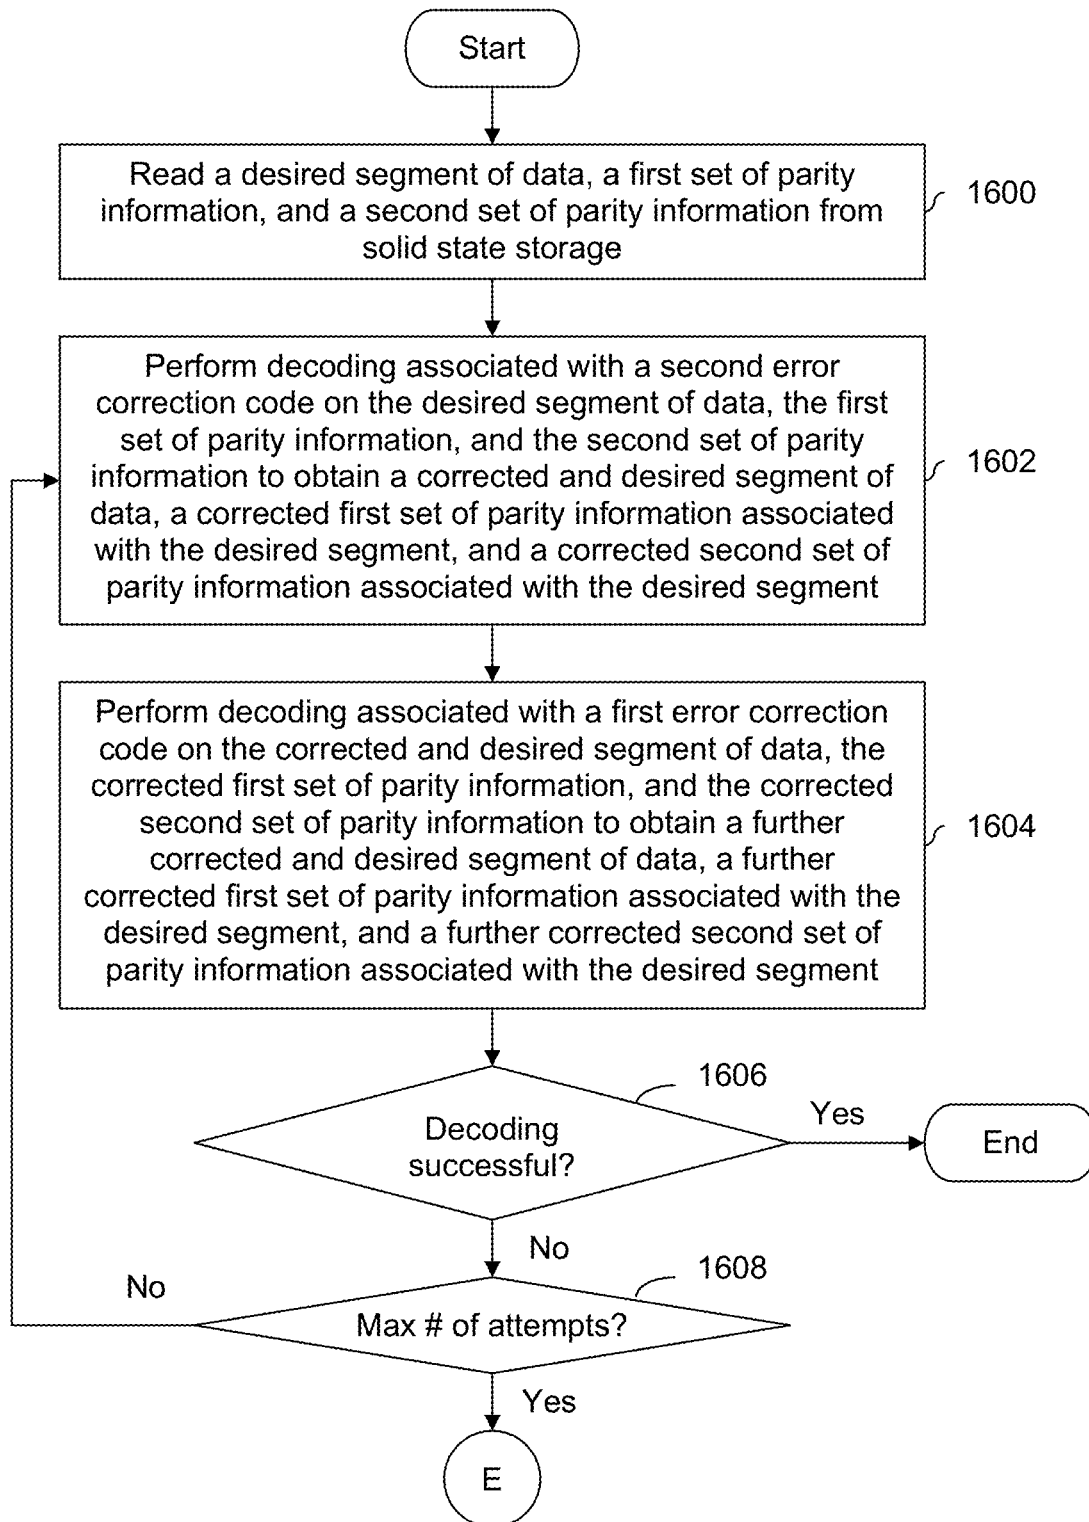 Start
Read a desired segment of data, a first set of parity
information, and a second set of parity information from
solid state storage
1600
Perform decoding associated with a second error
correction code on the desired segment of data, the first
set of parity information, and the second set of parity
information to obtain a corrected and desired segment of
data, a corrected first set of parity information associated
with the desired segment, and a corrected second set of
parity information associated with the desired segment
1602
Perform decoding associated with a first error correction
code on the corrected and desired segment of data, the
corrected first set of parity information, and the corrected
second set of parity information to obtain a further
corrected and desired segment of data, a further
corrected first set of parity information associated with the
desired segment, and a further corrected second set of
parity information associated with the desired segment
1604
1606
Decoding
successful?
Yes
End
No
1608
No
Max # of attempts?
Yes
E